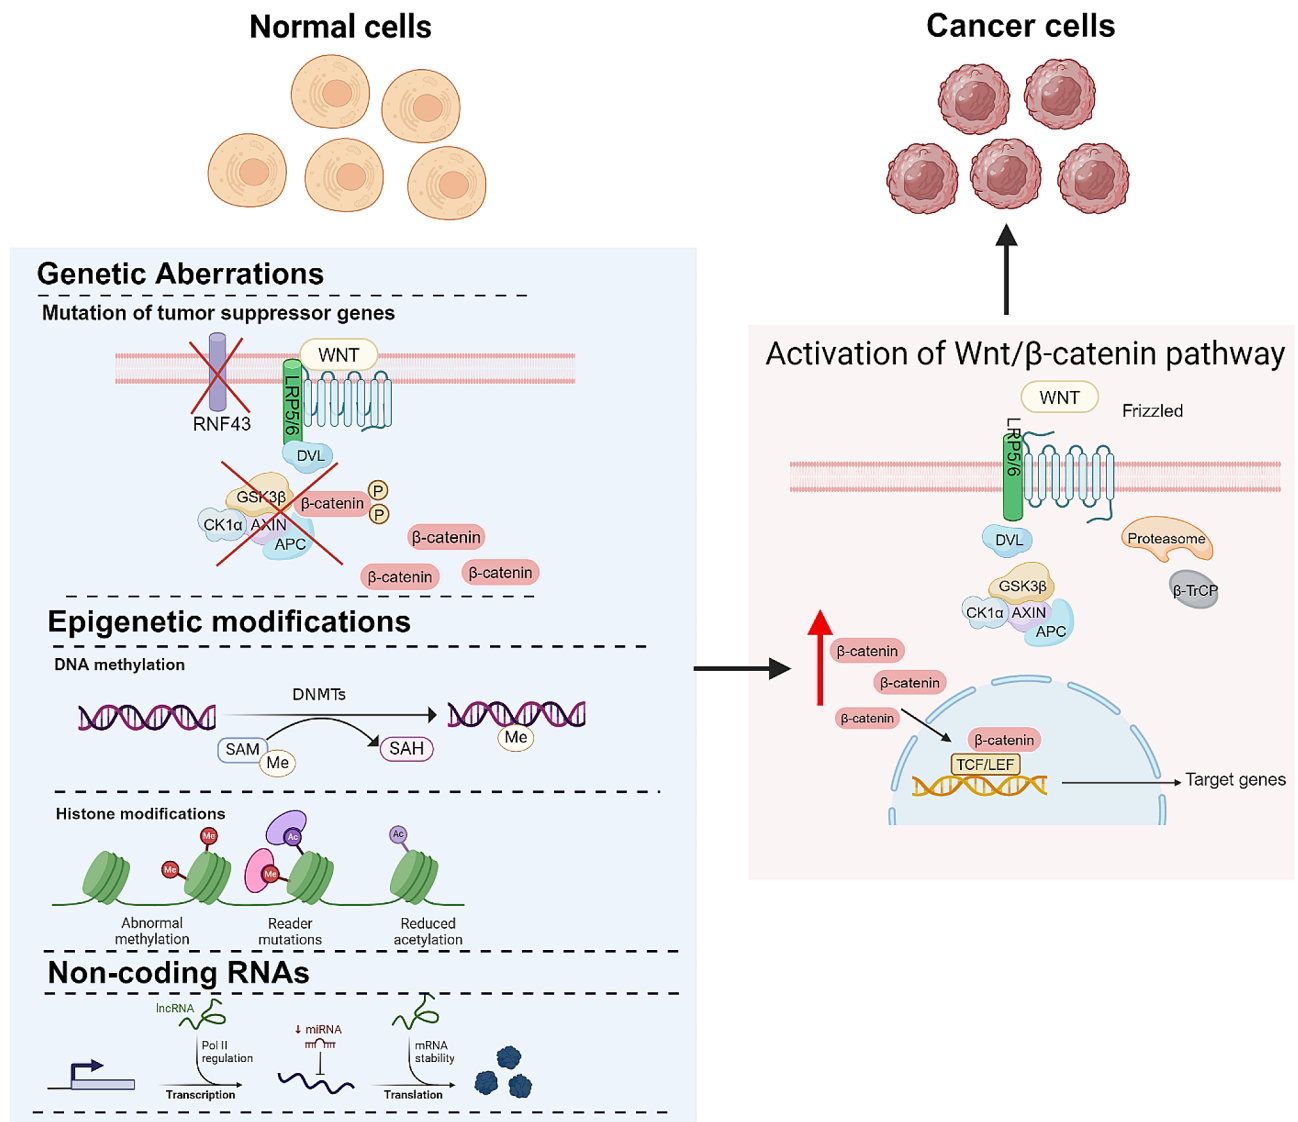 Normal cells
Cancer cells
Genetic Aberrations
Mutation of tumor suppressor genes
WNT
LRP5/6
RNF43
DVL
GSK3β
β-catenin
P
P
CK1α
AXIN
APC
β-catenin
β-catenin
β-catenin
Epigenetic modifications
DNA methylation
DNMTs
SAM
Me
SAH
Me
Histone modifications
Me
Me
Ac
Me
Ac
Abnormal
methylation
Reader
mutations
Reduced
acetylation
Non-coding RNAs
lncRNA
Pol II
regulation
Transcription
↓ miRNA
mRNA
stability
Translation
Activation of Wnt/β-catenin pathway
WNT
Frizzled
LRP5/6
DVL
Proteasome
β-TrCP
GSK3β
CK1α
AXIN
APC
β-catenin
β-catenin
β-catenin
β-catenin
TCF/LEF
Target genes